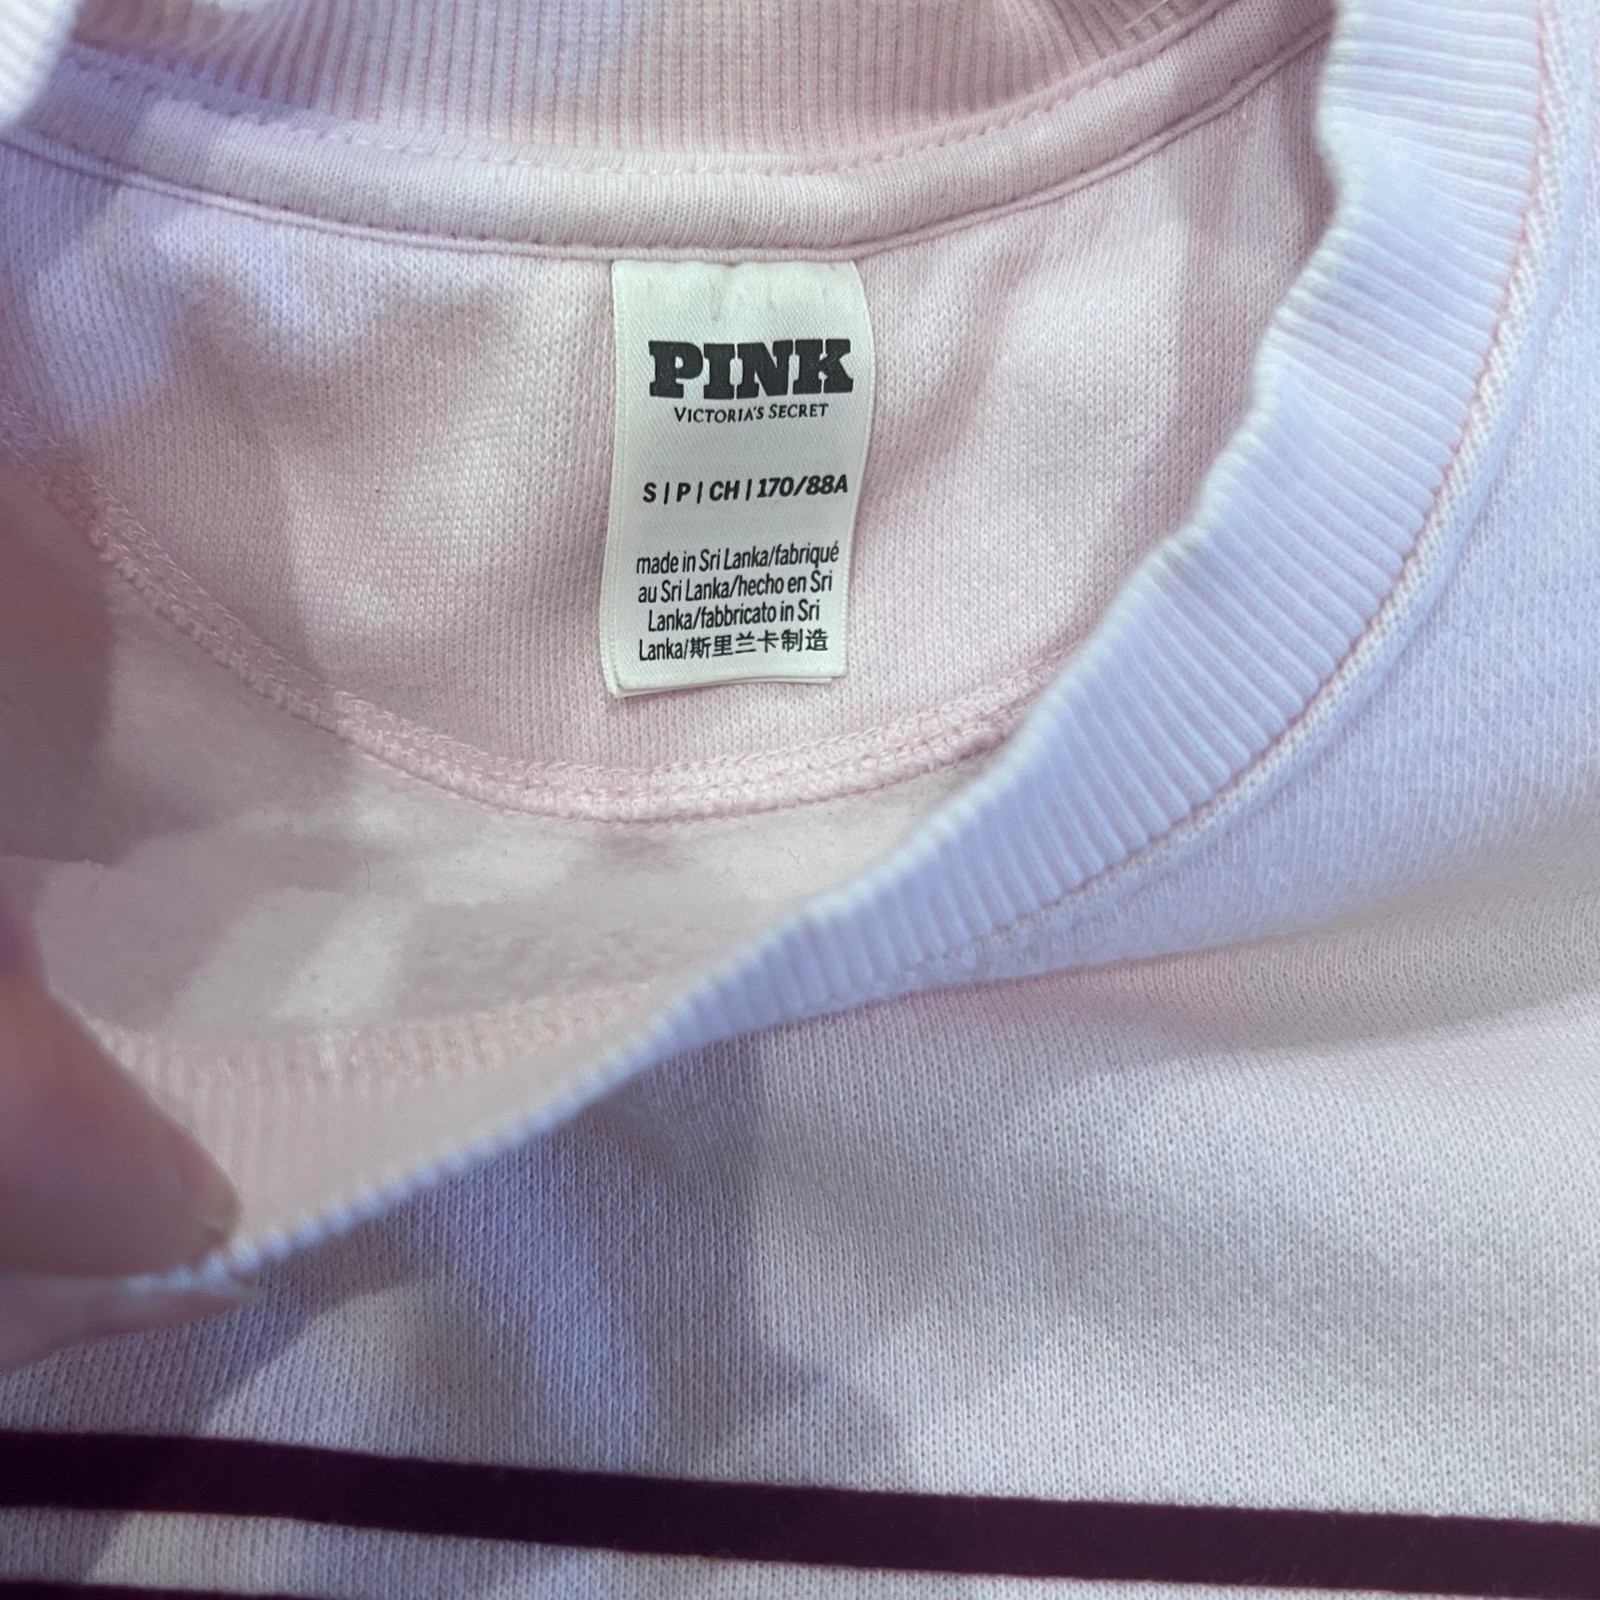 PINK
VICTORIA'S SECRET
S | P | CH | 170/88A
made in Sri Lanka/fabriqué
au Sri Lanka/hecho en Sri
Lanka/fabbricato in Sri
Lanka/斯里兰卡制造